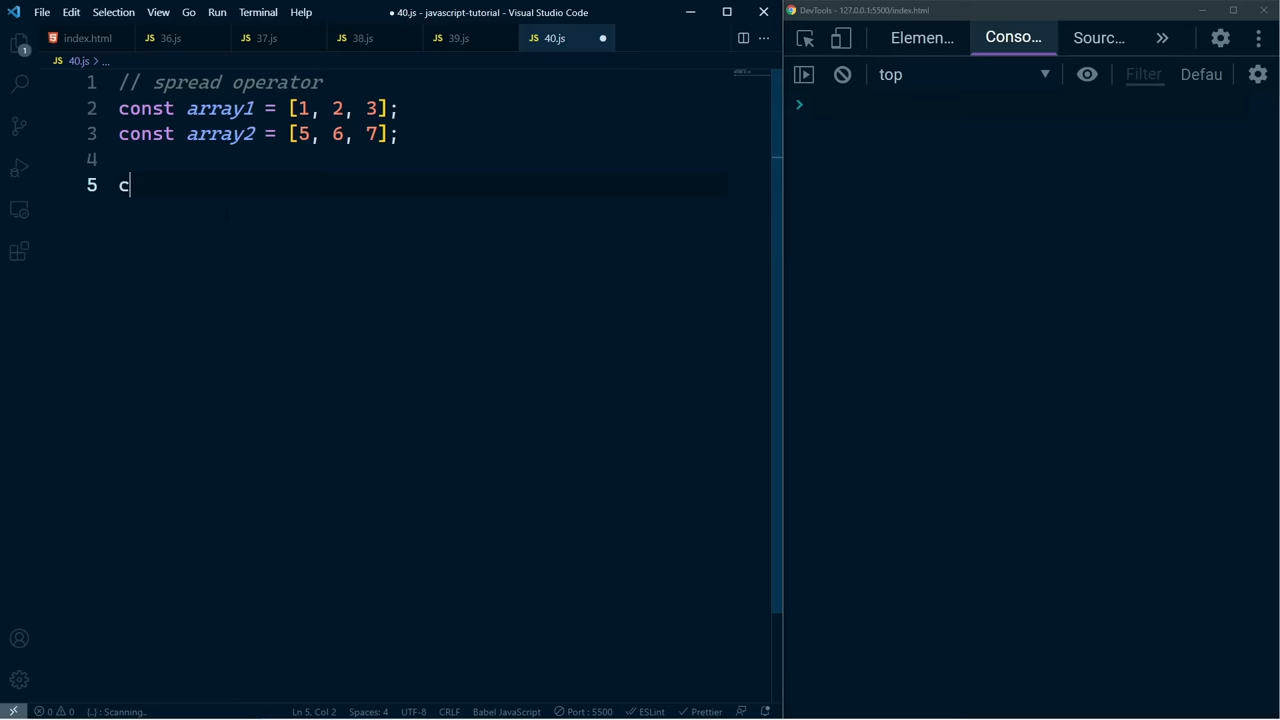 File Edit Selection View Go Run Terminal Help
● 40.js - javascript-tutorial - Visual Studio Code
DevTools - 127.0.0.1:5500/index.html
index.html JS 36.js JS 37.js JS 38.js JS 39.js JS 40.js ●
Elemen... Conso... Sourc... »
JS 40.js > ...
top Filter Defau
1 // spread operator
2 const array1 = [1, 2, 3];
3 const array2 = [5, 6, 7];
4
5 c
>
1
0 0 {..} : Scanning.. Ln 5, Col 2 Spaces: 4 UTF-8 CRLF Babel JavaScript Port : 5500 ESLint Prettier